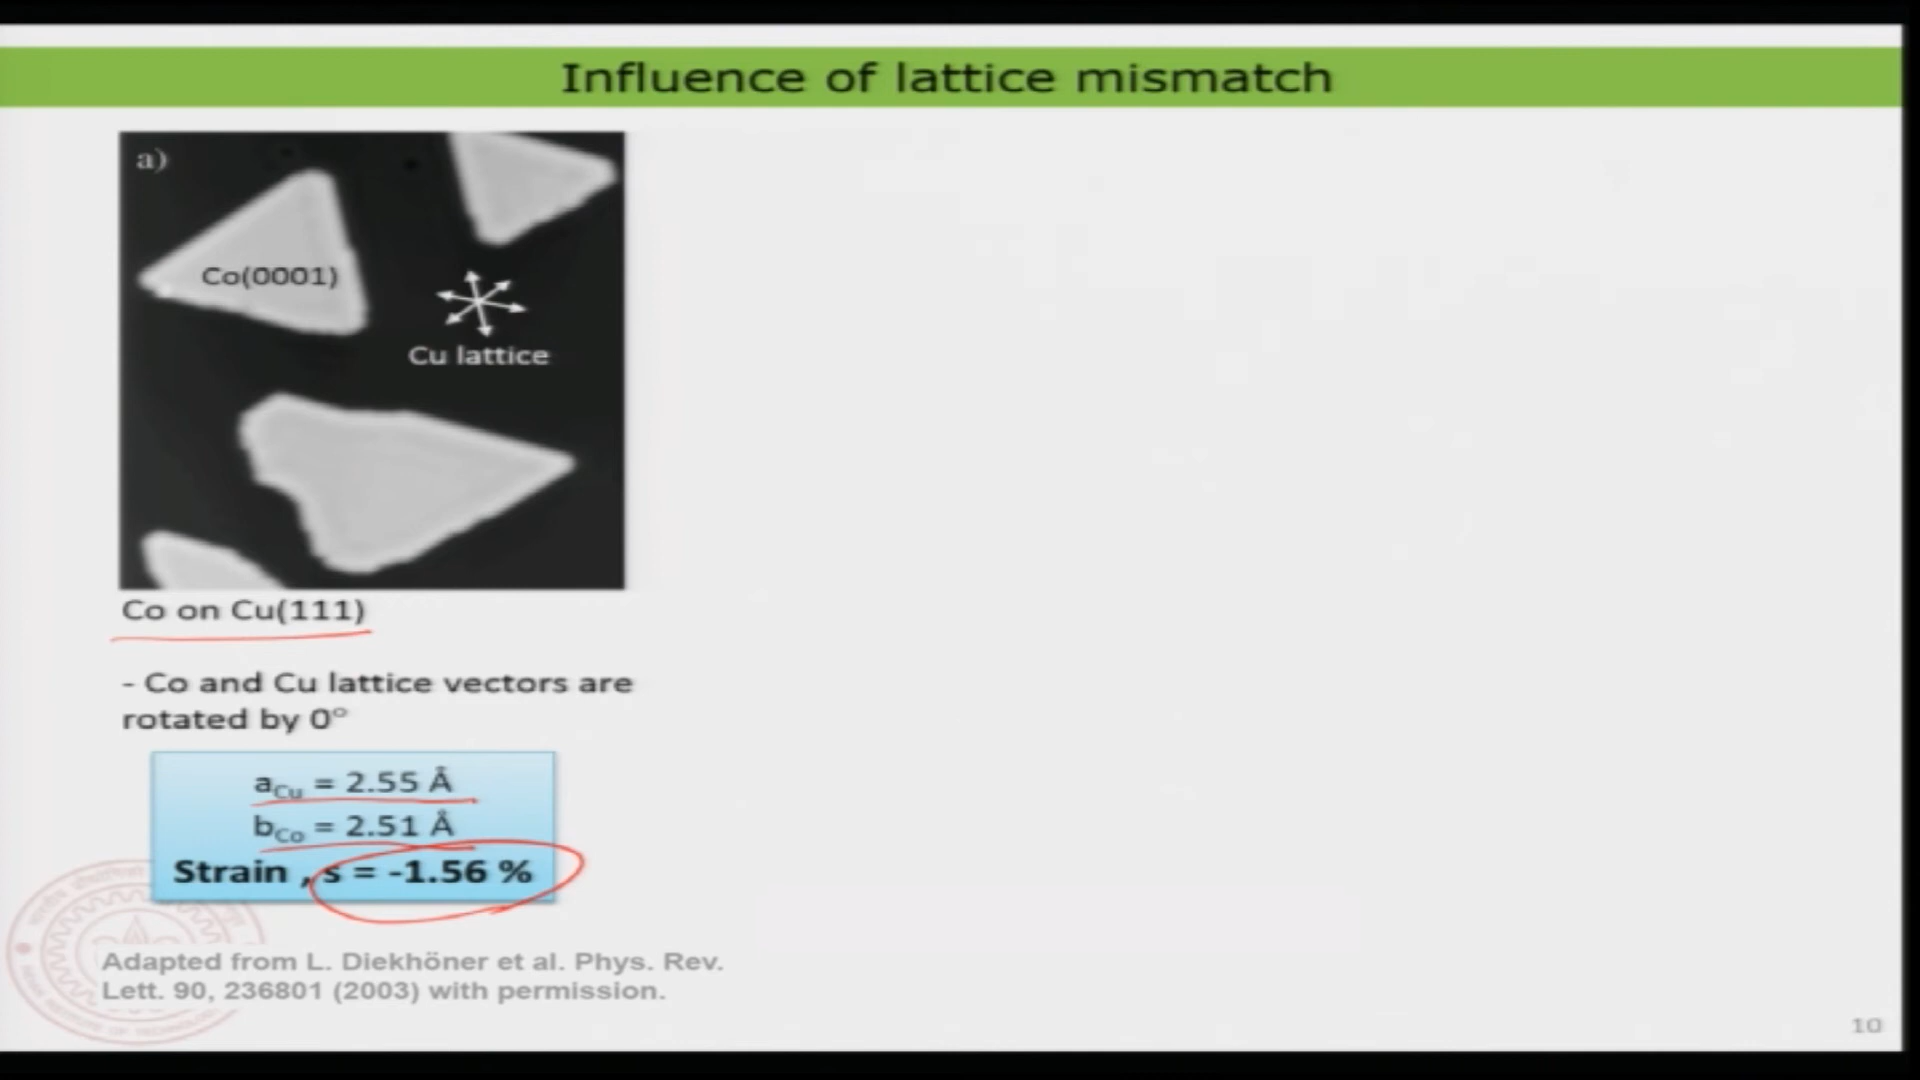 Influence of lattice mismatch
a)
Co(0001)
Cu lattice
Co on Cu(111)
- Co and Cu lattice vectors are
rotated by 0°
aCu = 2.55 Å
bCo = 2.51 Å
Strain , s = -1.56 %
Adapted from L. Diekhöner et al. Phys. Rev.
Lett. 90, 236801 (2003) with permission.
10